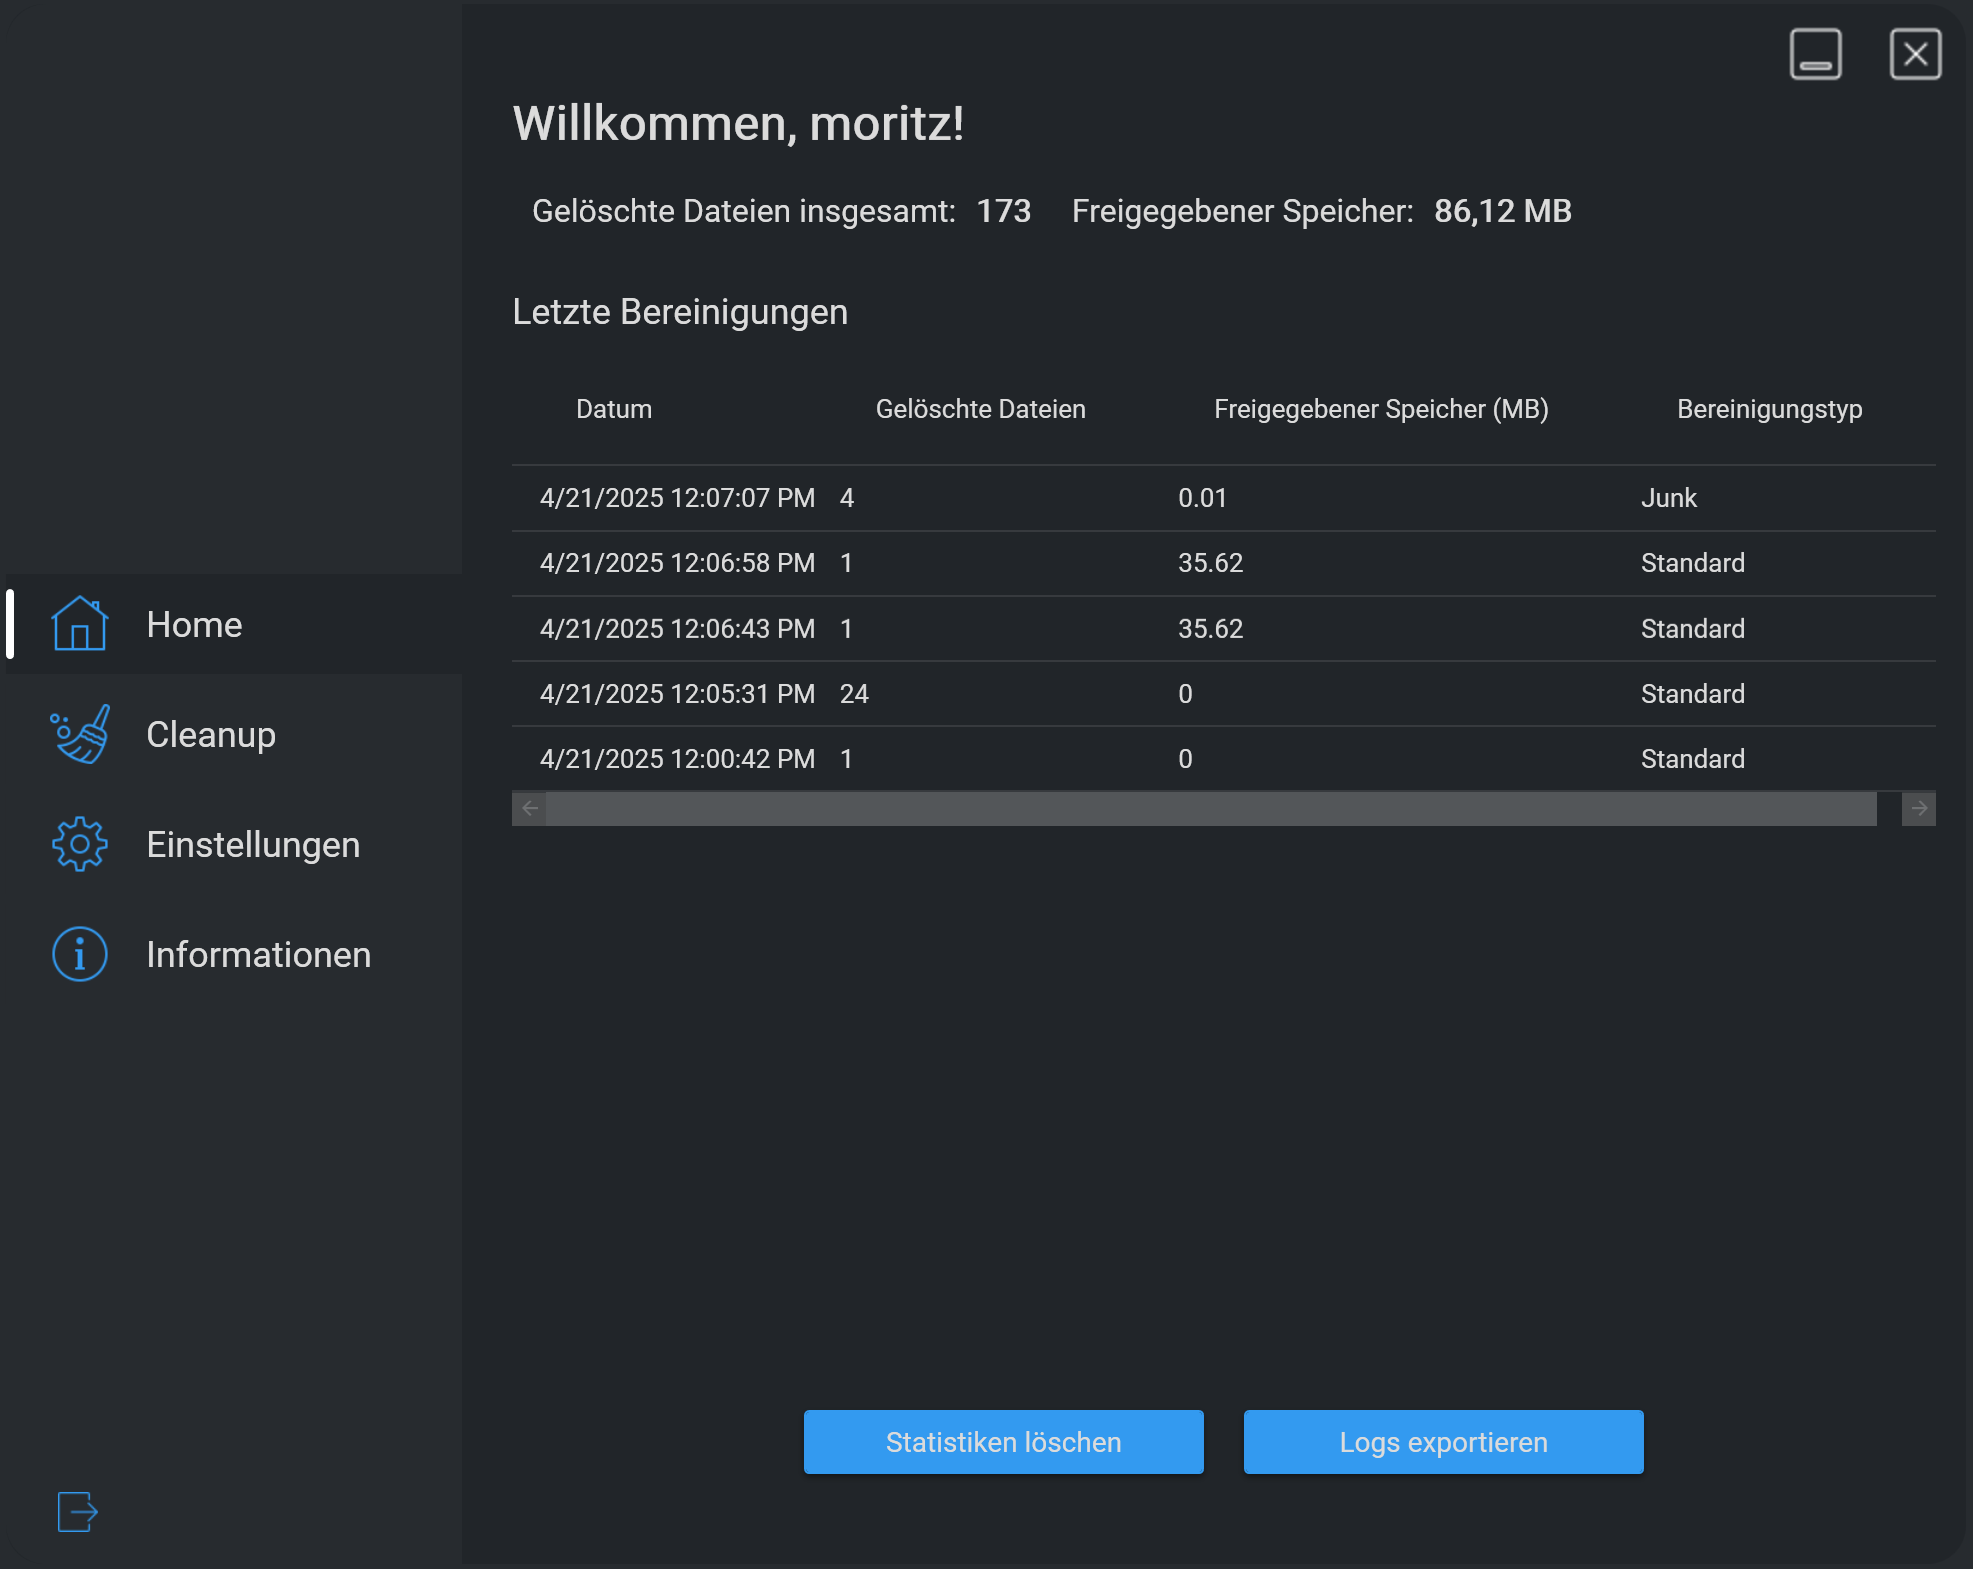 Willkommen, moritz!
Gelöschte Dateien insgesamt: 173 Freigegebener Speicher: 86,12 MB
Letzte Bereinigungen
Datum Gelöschte Dateien Freigegebener Speicher (MB) Bereinigungstyp
4/21/2025 12:07:07 PM 4 0.01 Junk
4/21/2025 12:06:58 PM 1 35.62 Standard
4/21/2025 12:06:43 PM 1 35.62 Standard
4/21/2025 12:05:31 PM 24 0 Standard
4/21/2025 12:00:42 PM 1 0 Standard
Home
Cleanup
Einstellungen
Informationen
Statistiken löschen
Logs exportieren